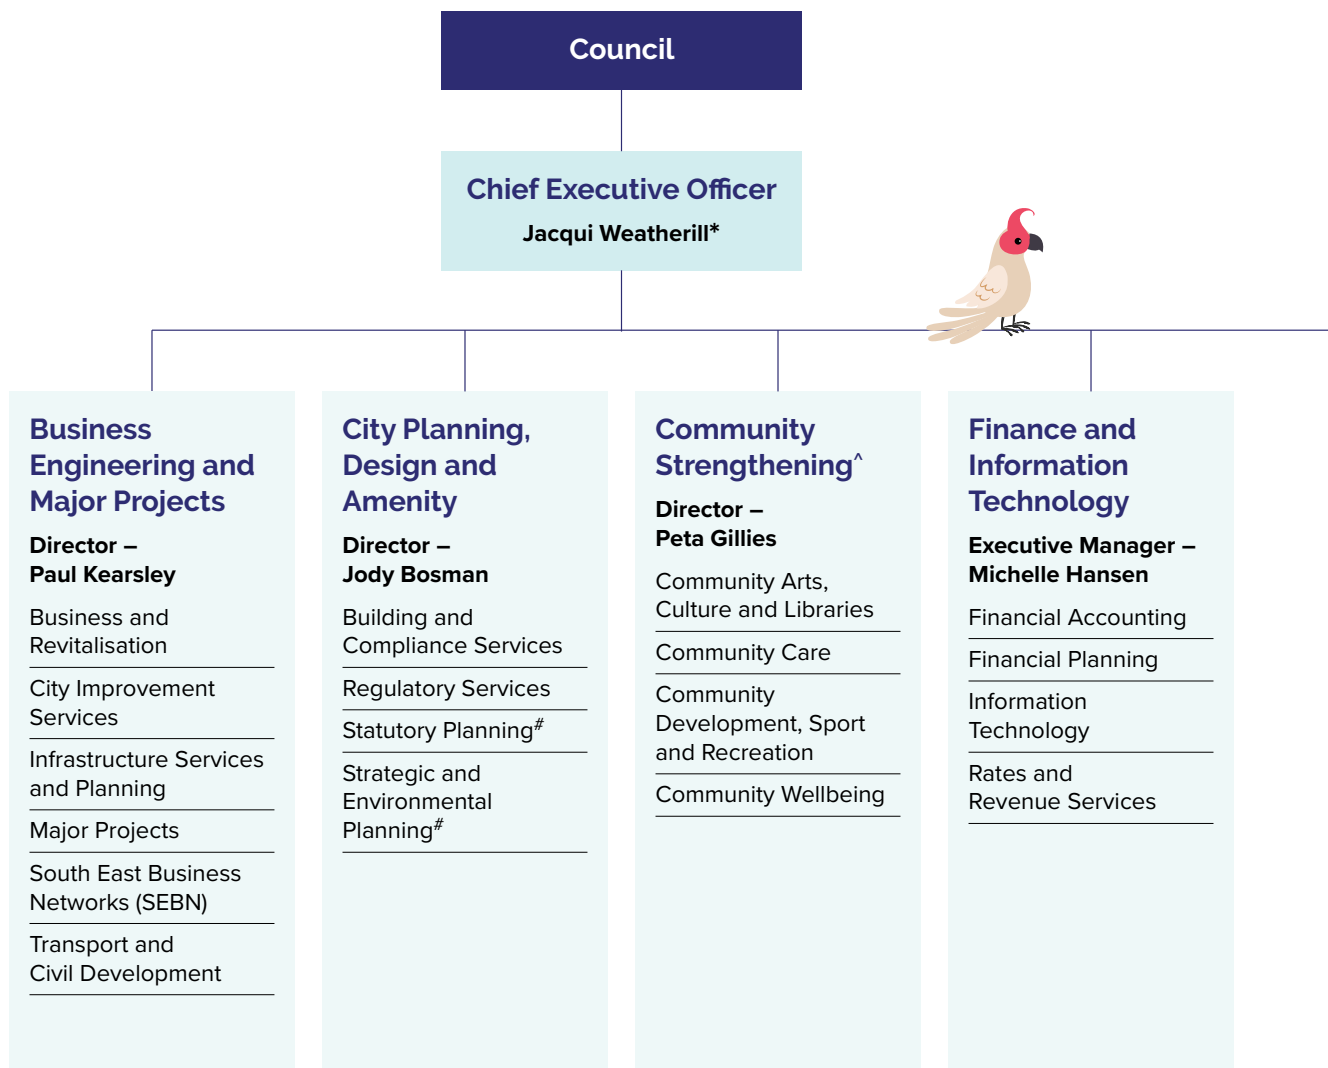 Council
Chief Executive Officer
Jacqui Weatherill*
Business
Engineering and
Major Projects
Director –
Paul Kearsley
Business and
Revitalisation
City Improvement
Services
Infrastructure Services
and Planning
Major Projects
South East Business
Networks (SEBN)
Transport and
Civil Development
City Planning,
Design and
Amenity
Director –
Jody Bosman
Building and
Compliance Services
Regulatory Services
Statutory Planning#
Strategic and
Environmental
Planning#
Community
Strengthening^
Director –
Peta Gillies
Community Arts,
Culture and Libraries
Community Care
Community
Development, Sport
and Recreation
Community Wellbeing
Finance and
Information
Technology
Executive Manager –
Michelle Hansen
Financial Accounting
Financial Planning
Information
Technology
Rates and
Revenue Services